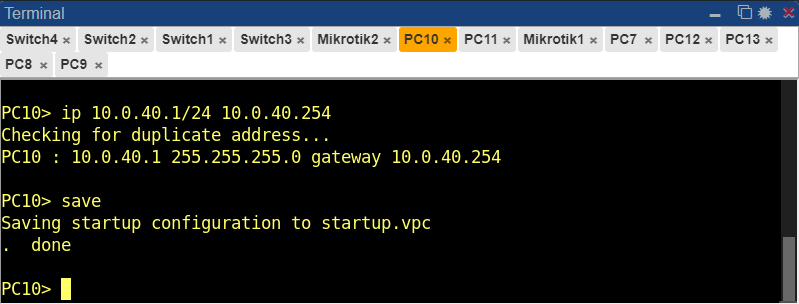 Terminal
Switch4 × Switch2 × Switch1 × Switch3 × Mikrotik2 × PC10 × PC11 × Mikrotik1 × PC7 × PC12 × PC13 ×
PC8 × PC9 ×
PC10> ip 10.0.40.1/24 10.0.40.254
Checking for duplicate address...
PC10 : 10.0.40.1 255.255.255.0 gateway 10.0.40.254
PC10> save
Saving startup configuration to startup.vpc
.  done
PC10>